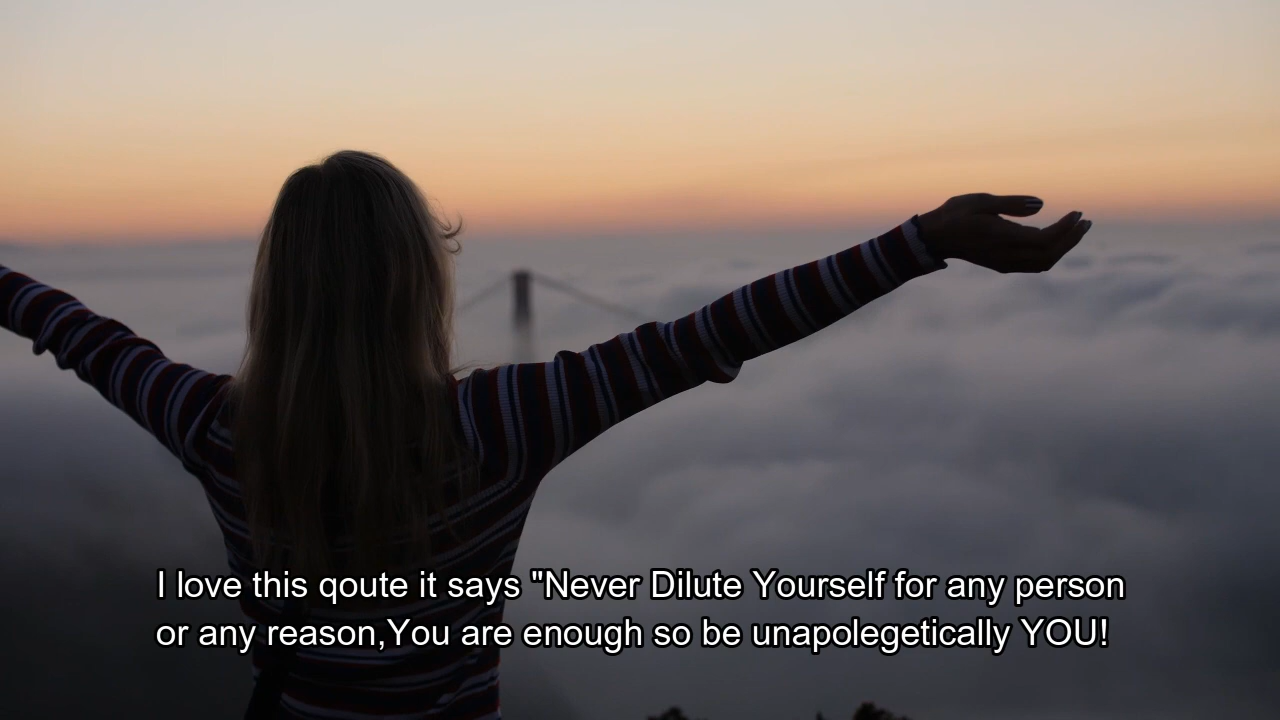 I love this qoute it says "Never Dilute Yourself for any person
or any reason,You are enough so be unapolegetically YOU!